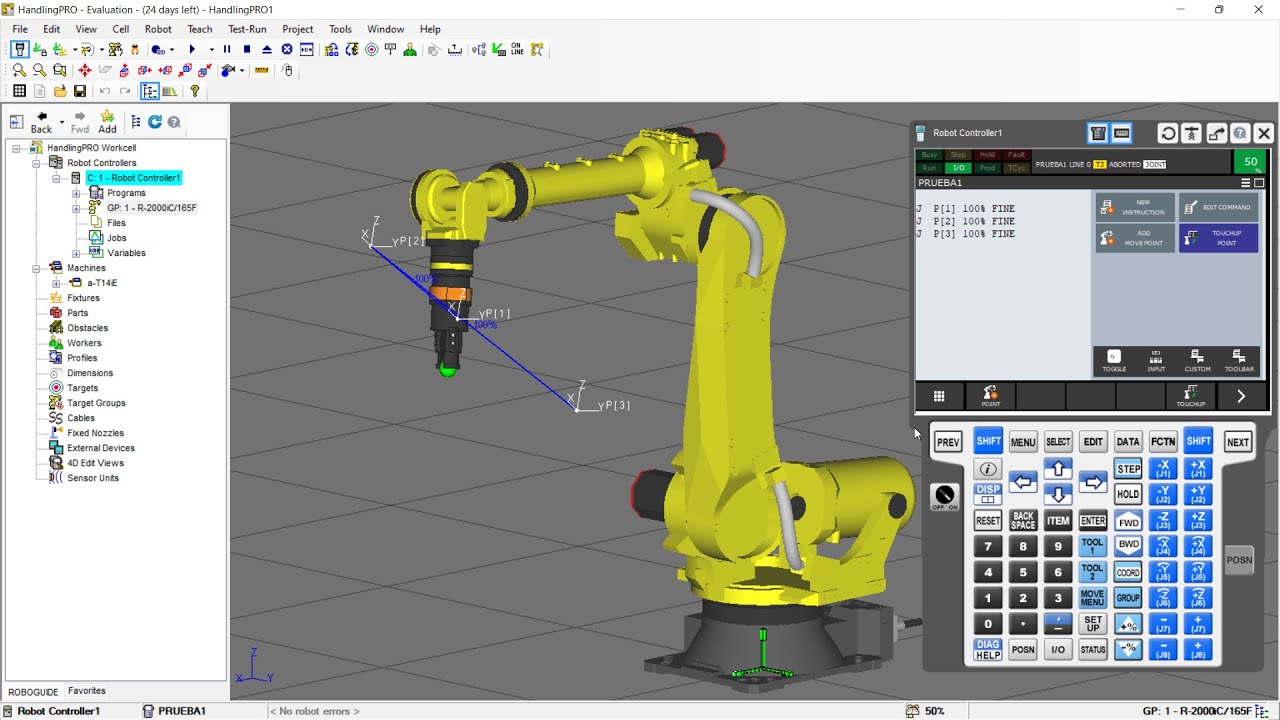 HandlingPRO - Evaluation - (24 days left) - HandlingPRO1
File Edit View Cell Robot Teach Test-Run Project Tools Window Help
ON LINE
Back Fwd Add
HandlingPRO Workcell
Robot Controllers
C: 1 - Robot Controller1
Programs
GP: 1 - R-2000iC/165F
Files
Jobs
Variables
Machines
a-T14iE
Fixtures
Parts
Obstacles
Workers
Profiles
Dimensions
Targets
Target Groups
Cables
Fixed Nozzles
External Devices
4D Edit Views
Sensor Units
ROBOGUIDE Favorites
Z
X YP[2]
100%
Z
X YP[1]
100%
Z
X YP[3]
Z
X Y
Robot Controller1
Busy Step Hold Fault
Run I/O Prod TCyc
PRUEBA1 LINE 0 T2 ABORTED JOINT
50 %
PRUEBA1
J P[1] 100% FINE
J P[2] 100% FINE
J P[3] 100% FINE
NEW INSTRUCTION
EDIT COMMAND
ADD MOVE POINT
TOUCHUP POINT
TOGGLE INPUT CUSTOM TOOLBAR
POINT TOUCHUP
PREV SHIFT MENU SELECT EDIT DATA FCTN SHIFT NEXT
i STEP -X (J1) +X (J1)
DISP HOLD -Y (J2) +Y (J2)
OFF ON
RESET BACK SPACE ITEM ENTER FWD -Z (J3) +Z (J3)
7 8 9 TOOL 1 BWD -X (J4) +X (J4)
POSN
4 5 6 TOOL 2 COORD -Y (J5) +Y (J5)
1 2 3 MOVE MENU GROUP -Z (J6) +Z (J6)
0 . SET UP +% - (J7) + (J7)
DIAG HELP POSN I/O STATUS -% - (J8) + (J8)
Robot Controller1 PRUEBA1 < No robot errors > 50% GP: 1 - R-2000iC/165F